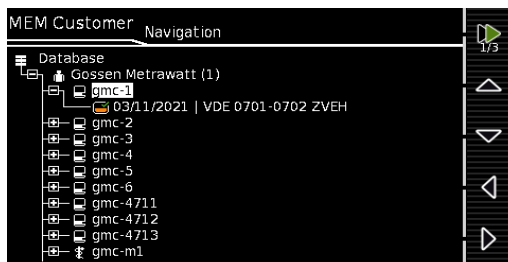 MEM Customer
Navigation
1/3
Database
Gossen Metrawatt (1)
gmc-1
03/11/2021 | VDE 0701-0702 ZVEH
gmc-2
gmc-3
gmc-4
gmc-5
gmc-6
gmc-4711
gmc-4712
gmc-4713
gmc-m1